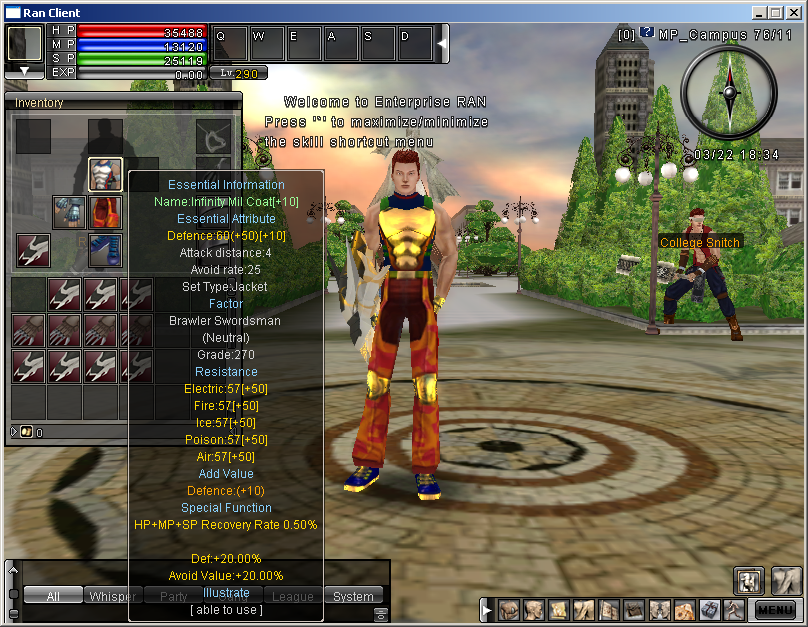 Ran Client
H P 35488
M P 13120
S P 25119
EXP 0.00
Q W E A S D
Lv.290
[0] ? MP_Campus 76/11
03/22 18:34
Welcome to Enterprise RAN
Press '`' to maximize/minimize
the skill shortcut menu
College Snitch
Inventory
Essential Information
Name:Infinity Mil Coat[+10]
Essential Attribute
Defence:60(+50)[+10]
Attack distance:4
Avoid rate:25
Set Type:Jacket
Factor
Brawler Swordsman
(Neutral)
Grade:270
Resistance
Electric:57[+50]
Fire:57[+50]
Ice:57[+50]
Poison:57[+50]
Air:57[+50]
Add Value
Defence:(+10)
Special Function
HP+MP+SP Recovery Rate 0.50%
Def:+20.00%
Avoid Value:+20.00%
Illustrate
[ able to use ]
0
All Whisper Party Gang League System
MENU